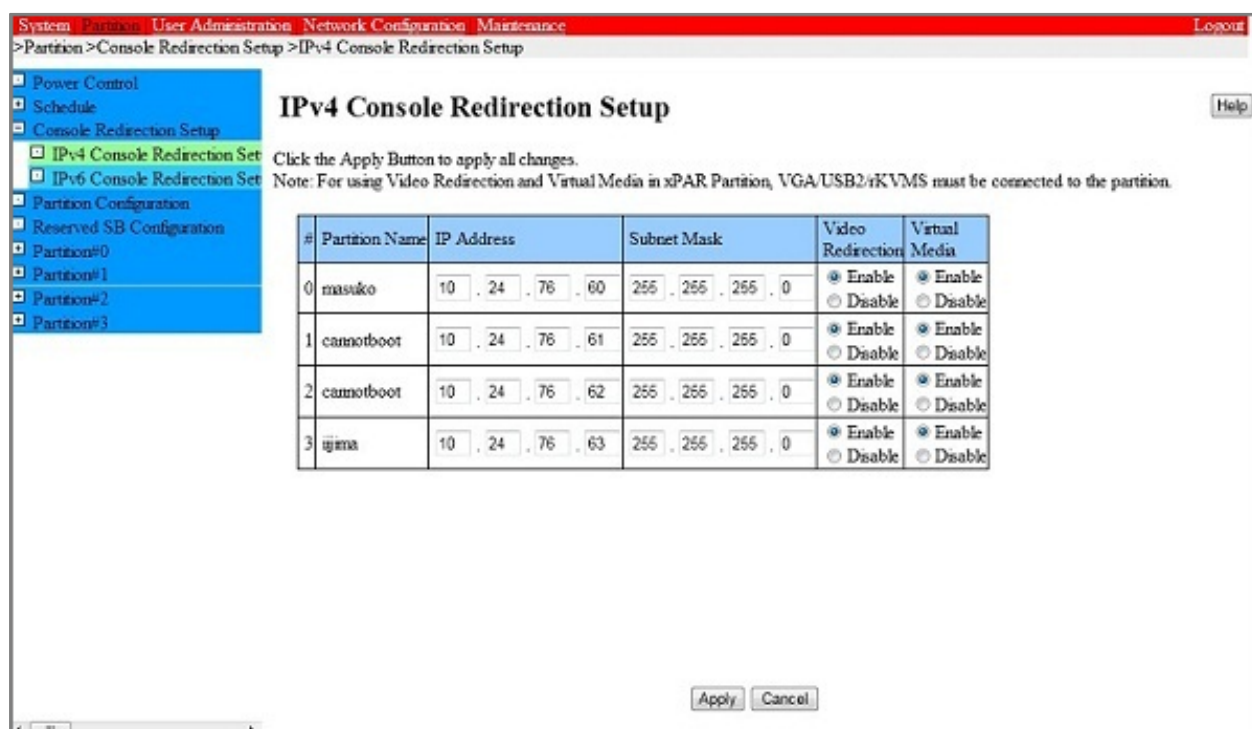 System Partition User Administration Network Configuration Maintenance Logout
>Partition >Console Redirection Setup >IPv4 Console Redirection Setup
Power Control
Schedule
Console Redirection Setup
IPv4 Console Redirection Set
IPv6 Console Redirection Set
Partition Configuration
Reserved SB Configuration
Partition#0
Partition#1
Partition#2
Partition#3
IPv4 Console Redirection Setup
Help
Click the Apply Button to apply all changes.
Note: For using Video Redirection and Virtual Media in xPAR Partition, VGA/USB2/rKVMS must be connected to the partition.
# Partition Name IP Address Subnet Mask Video Redirection Virtual Media
0 masuko 10 . 24 . 76 . 60 255 . 255 . 255 . 0 Enable Disable Enable Disable
1 cannotboot 10 . 24 . 76 . 61 255 . 255 . 255 . 0 Enable Disable Enable Disable
2 cannotboot 10 . 24 . 76 . 62 255 . 255 . 255 . 0 Enable Disable Enable Disable
3 ujima 10 . 24 . 76 . 63 255 . 255 . 255 . 0 Enable Disable Enable Disable
Apply Cancel